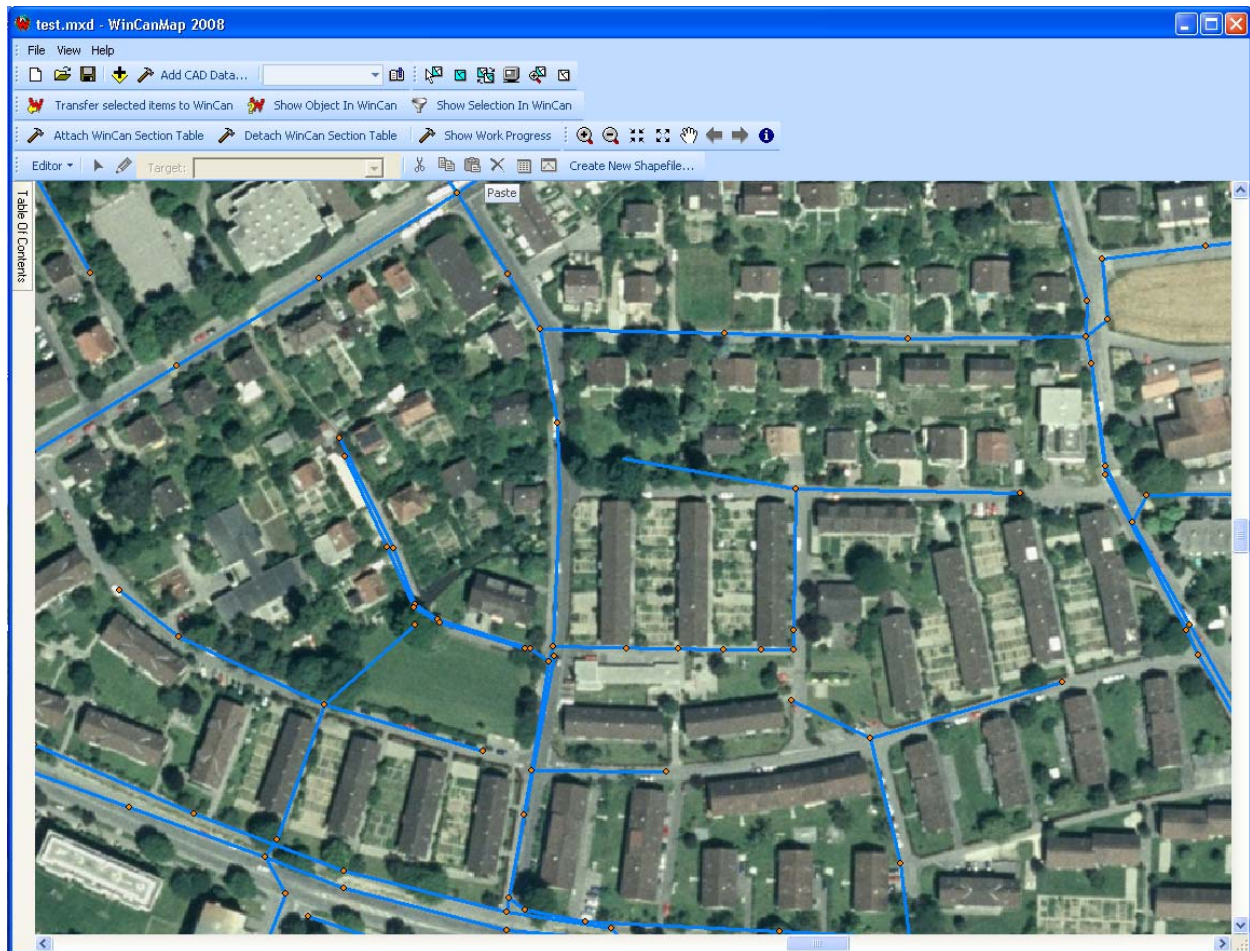 test.mxd - WinCanMap 2008
File View Help
Add CAD Data...
Transfer selected items to WinCan Show Object In WinCan Show Selection In WinCan
Attach WinCan Section Table Detach WinCan Section Table Show Work Progress
Editor Target: Create New Shapefile...
Paste
Table Of Contents